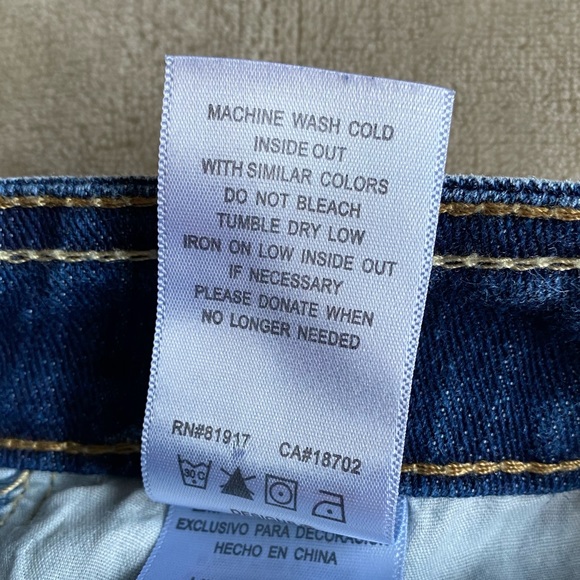 MACHINE WASH COLD
INSIDE OUT
WITH SIMILAR COLORS
DO NOT BLEACH
TUMBLE DRY LOW
IRON ON LOW INSIDE OUT
IF NECESSARY
PLEASE DONATE WHEN
NO LONGER NEEDED
RN#81917 CA#18702
30 C
EXCLUSIVO PARA DECORACION
HECHO EN CHINA